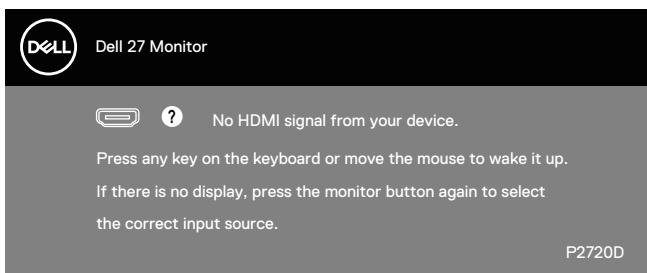 DELL
Dell 27 Monitor
? No HDMI signal from your device.
Press any key on the keyboard or move the mouse to wake it up.
If there is no display, press the monitor button again to select
the correct input source.
P2720D